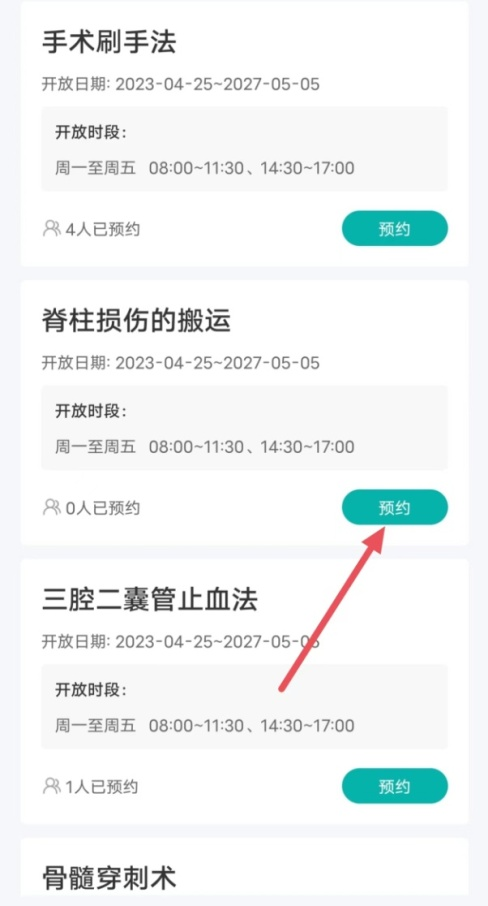 手术刷手法
开放日期: 2023-04-25~2027-05-05
开放时段:
周一至周五 08:00~11:30、14:30~17:00
4人已预约 预约
脊柱损伤的搬运
开放日期: 2023-04-25~2027-05-05
开放时段:
周一至周五 08:00~11:30、14:30~17:00
0人已预约 预约
三腔二囊管止血法
开放日期: 2023-04-25~2027-05-05
开放时段:
周一至周五 08:00~11:30、14:30~17:00
1人已预约 预约
骨髓穿刺术